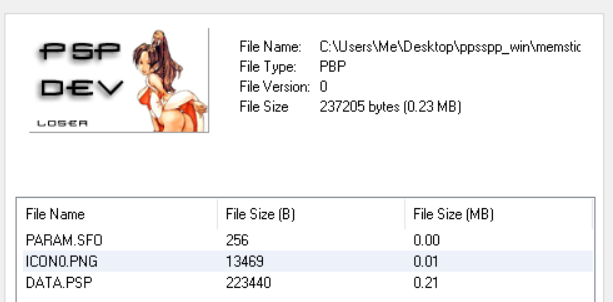 PSP
DEV
LOSER
File Name: C:\Users\Me\Desktop\ppsspp_win\memstic
File Type: PBP
File Version: 0
File Size 237205 bytes (0.23 MB)
File Name File Size (B) File Size (MB)
PARAM.SFO 256 0.00
ICON0.PNG 13469 0.01
DATA.PSP 223440 0.21